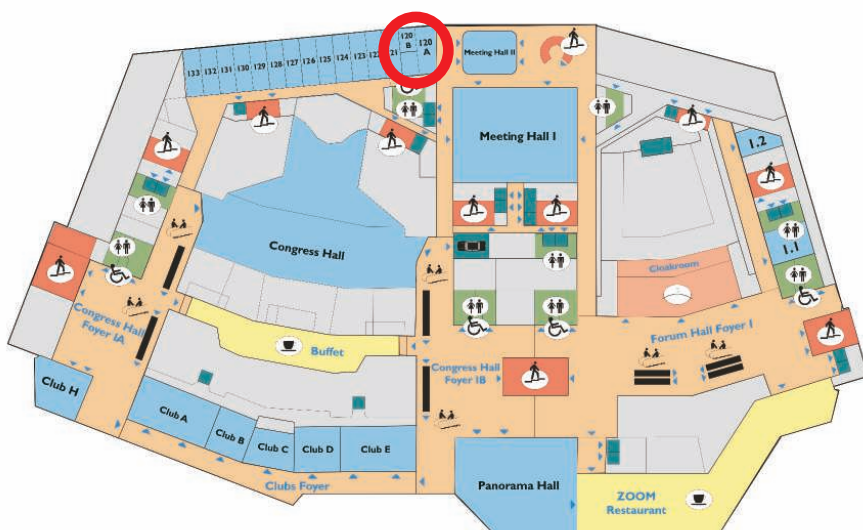 133
132
131
130
129
128
127
126
125
124
123
122
121
120
B
120
A
Meeting Hall II
Meeting Hall I
1.2
1.1
Congress Hall
Cloakroom
Congress Hall
Foyer IA
Buffet
Congress Hall
Foyer IB
Forum Hall Foyer I
Club H
Club A
Club B
Club C
Club D
Club E
Clubs Foyer
Panorama Hall
ZOOM
Restaurant